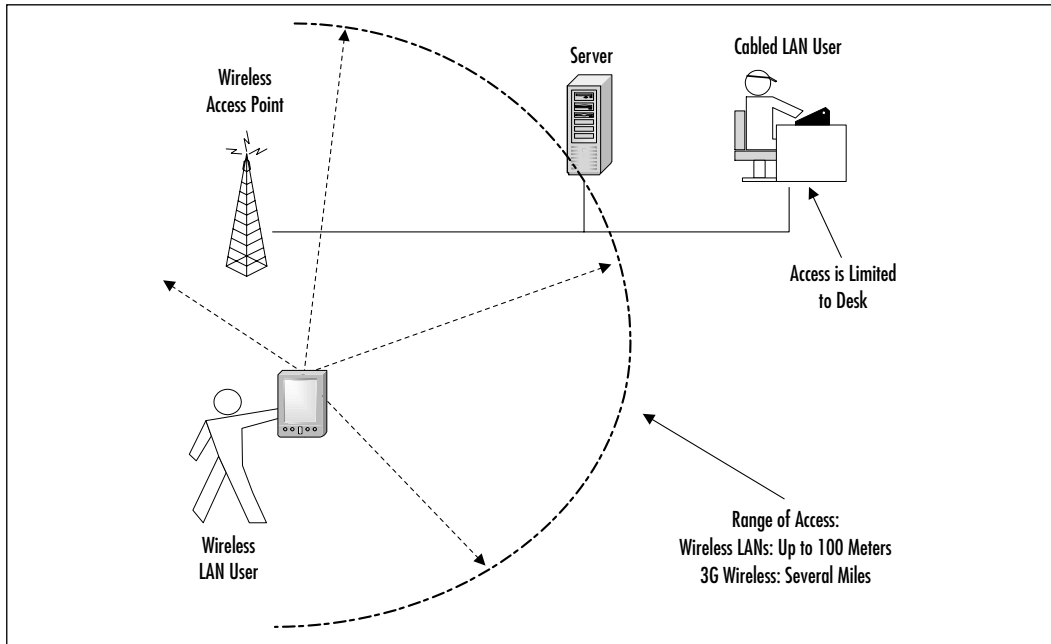 Wireless
Access Point
Server
Cabled LAN User
Access is Limited
to Desk
Wireless
LAN User
Range of Access:
Wireless LANs: Up to 100 Meters
3G Wireless: Several Miles